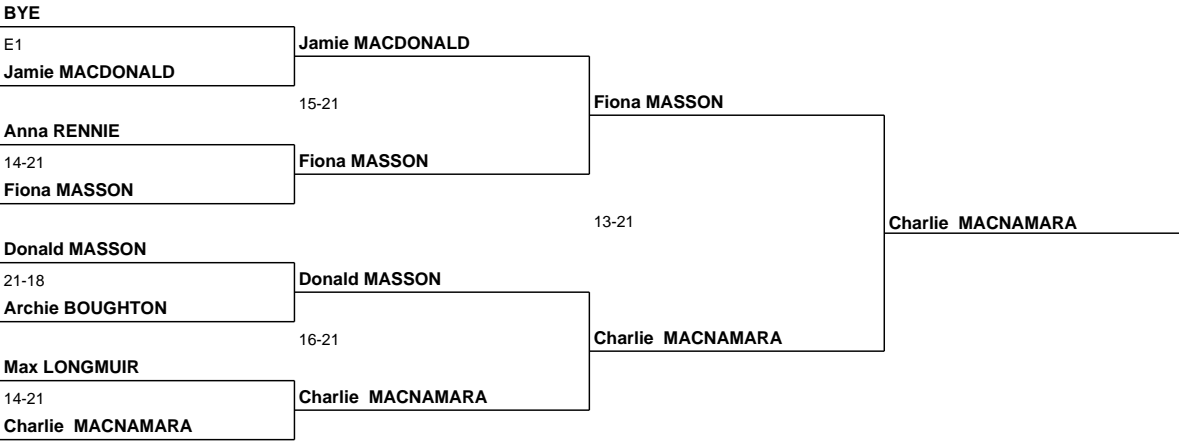 BYE
E1
Jamie MACDONALD
Jamie MACDONALD
15-21
Fiona MASSON
Anna RENNIE
14-21
Fiona MASSON
Fiona MASSON
13-21
Charlie MACNAMARA
Donald MASSON
21-18
Donald MASSON
Archie BOUGHTON
16-21
Charlie MACNAMARA
Max LONGMUIR
14-21
Charlie MACNAMARA
Charlie MACNAMARA